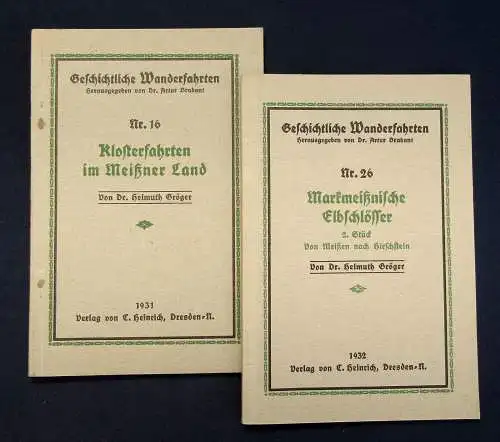 Geschichtliche Wanderfahrten
Herausgegeben von Dr. Artur Brabant
Nr. 16
Klosterfahrten
im Meißner Land
Von Dr. Helmuth Gröger
1931
Verlag von C. Heinrich, Dresden-N.
Geschichtliche Wanderfahrten
Herausgegeben von Dr. Artur Brabant
Nr. 26
Markmeißnische
Elbschlösser
2. Stück
Von Meißen nach Hirschstein
Von Dr. Helmuth Gröger
1932
Verlag von C. Heinrich, Dresden-N.